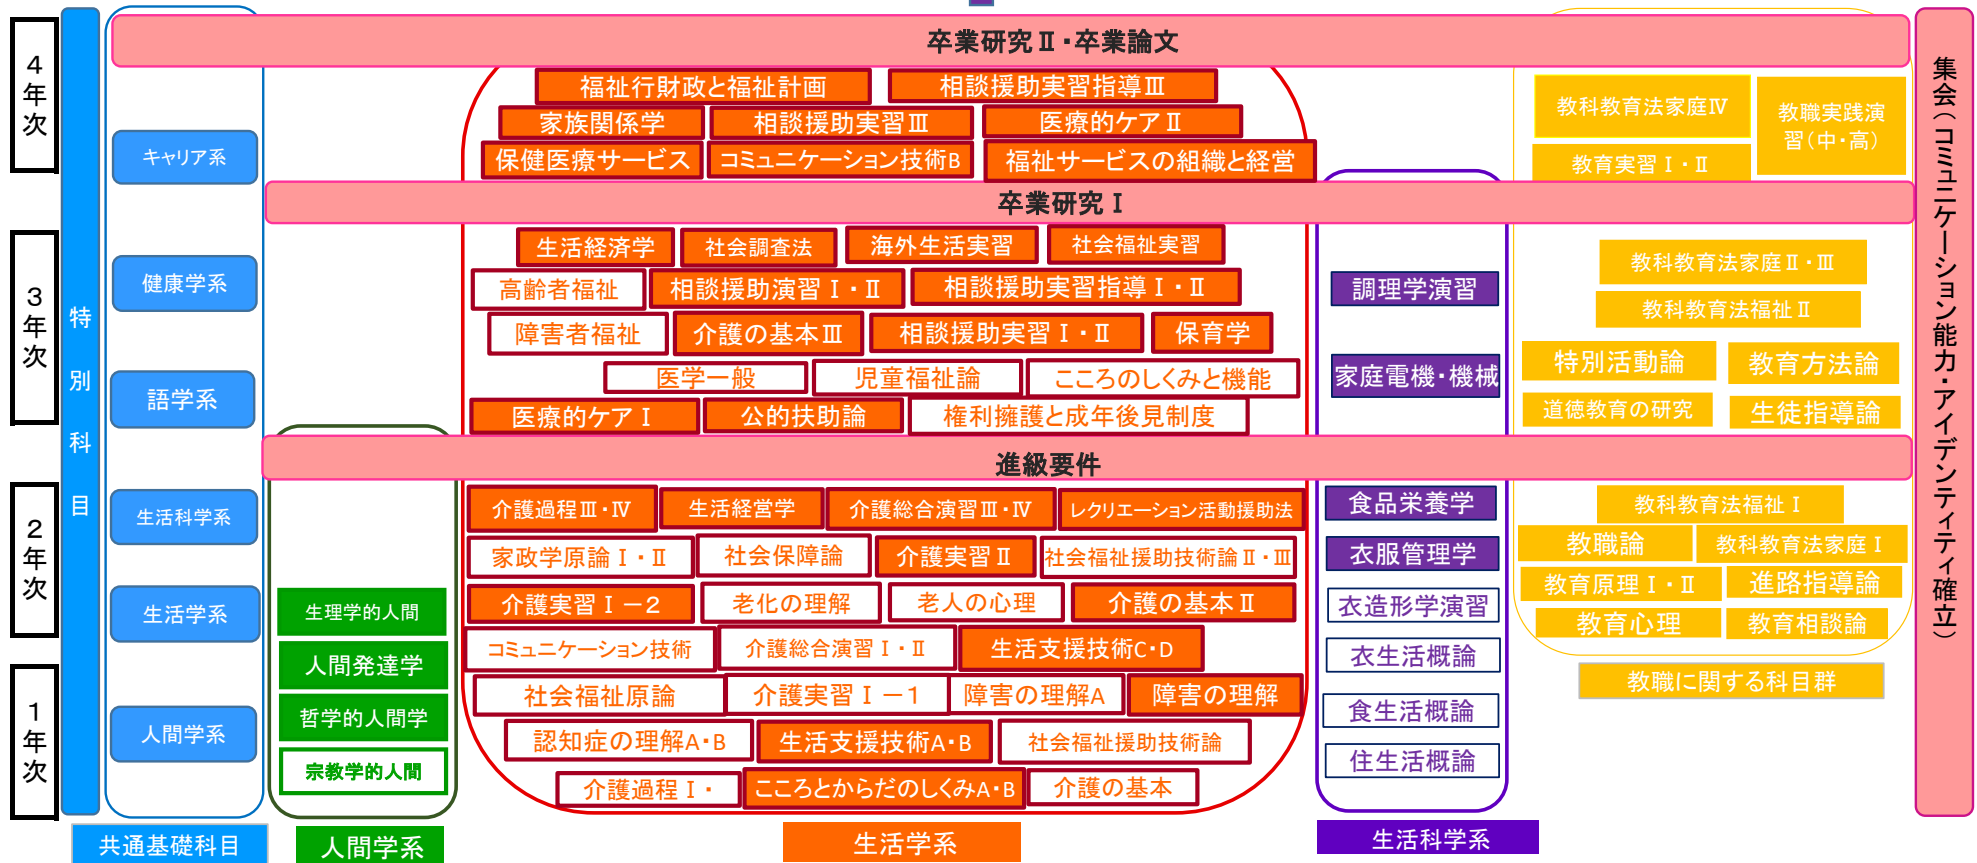 卒業研究Ⅱ・卒業論文
4年次
福祉行財政と福祉計画
相談援助実習指導Ⅲ
家族関係学
相談援助実習Ⅲ
医療的ケアⅡ
保健医療サービス
コミュニケーション技術B
福祉サービスの組織と経営
キャリア系
教科教育法家庭Ⅳ
教職実践演
習(中・高)
教育実習Ⅰ・Ⅱ
卒業研究Ⅰ
3年次
生活経済学
社会調査法
海外生活実習
社会福祉実習
健康学系
高齢者福祉
相談援助演習Ⅰ・Ⅱ
相談援助実習指導Ⅰ・Ⅱ
調理学演習
教科教育法家庭Ⅱ・Ⅲ
教科教育法福祉Ⅱ
障害者福祉
介護の基本Ⅲ
相談援助実習Ⅰ・Ⅱ
保育学
医学一般
児童福祉論
こころのしくみと機能
家庭電機・機械
特別活動論
教育方法論
語学系
医療的ケアⅠ
公的扶助論
権利擁護と成年後見制度
道徳教育の研究
生徒指導論
特別科目
進級要件
2年次
生活科学系
介護過程Ⅲ・Ⅳ
生活経営学
介護総合演習Ⅲ・Ⅳ
レクリエーション活動援助法
食品栄養学
教科教育法福祉Ⅰ
家政学原論Ⅰ・Ⅱ
社会保障論
介護実習Ⅱ
社会福祉援助技術論Ⅱ・Ⅲ
衣服管理学
教職論
教科教育法家庭Ⅰ
生活学系
生理学的人間
介護実習Ⅰ－2
老化の理解
老人の心理
介護の基本Ⅱ
衣造形学演習
教育原理Ⅰ・Ⅱ
進路指導論
教育心理
教育相談論
人間発達学
コミュニケーション技術
介護総合演習Ⅰ・Ⅱ
生活支援技術C・D
衣生活概論
教職に関する科目群
1年次
人間学系
哲学的人間学
社会福祉原論
介護実習Ⅰ－1
障害の理解A
障害の理解
食生活概論
宗教学的人間
認知症の理解A・B
生活支援技術A・B
社会福祉援助技術論
住生活概論
介護過程Ⅰ・
こころとからだのしくみA・B
介護の基本
共通基礎科目
人間学系
生活学系
生活科学系
集会(コミュニケーション能力・アイデンティティ確立)